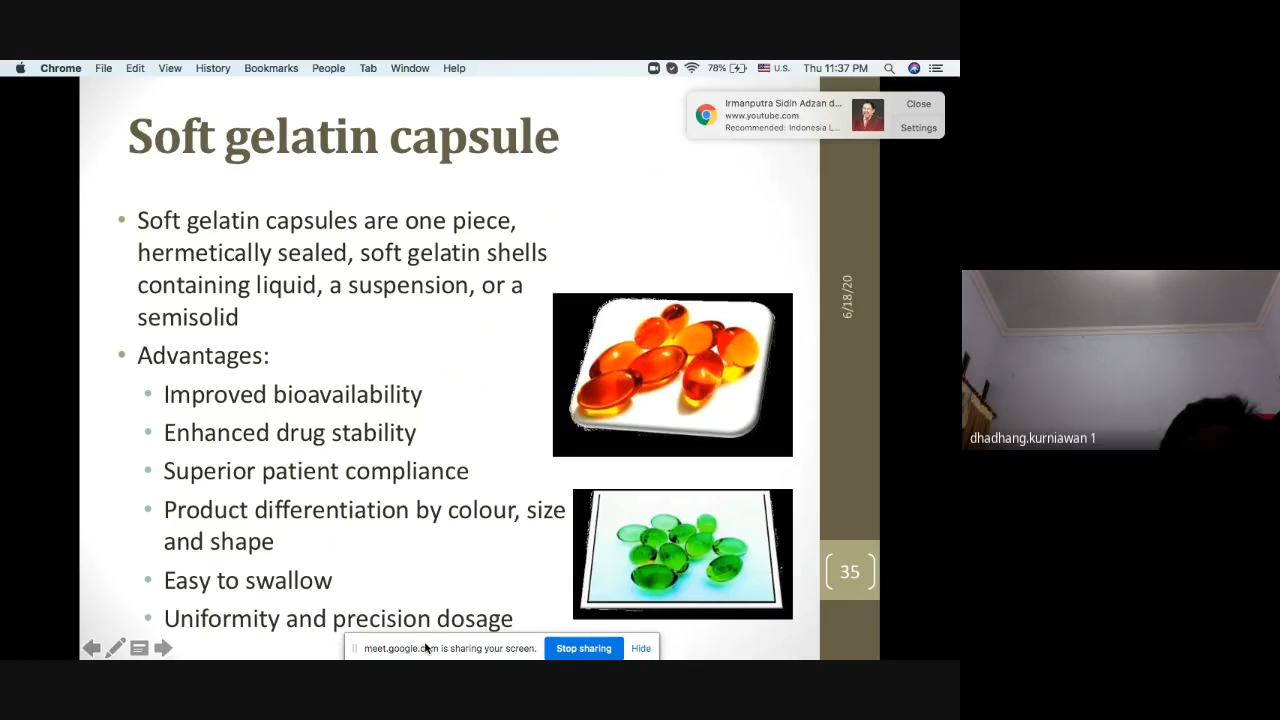 Chrome File Edit View History Bookmarks People Tab Window Help 78% U.S. Thu 11:37 PM
Irmanputra Sidin Adzan d... Close
www.youtube.com
Recommended: Indonesia L... Settings
Soft gelatin capsule
• Soft gelatin capsules are one piece,
hermetically sealed, soft gelatin shells
containing liquid, a suspension, or a
semisolid
• Advantages:
• Improved bioavailability
• Enhanced drug stability
• Superior patient compliance
• Product differentiation by colour, size
and shape
• Easy to swallow
• Uniformity and precision dosage
6/18/20
35
dhadhang.kurniawan 1
meet.google.com is sharing your screen. Stop sharing Hide